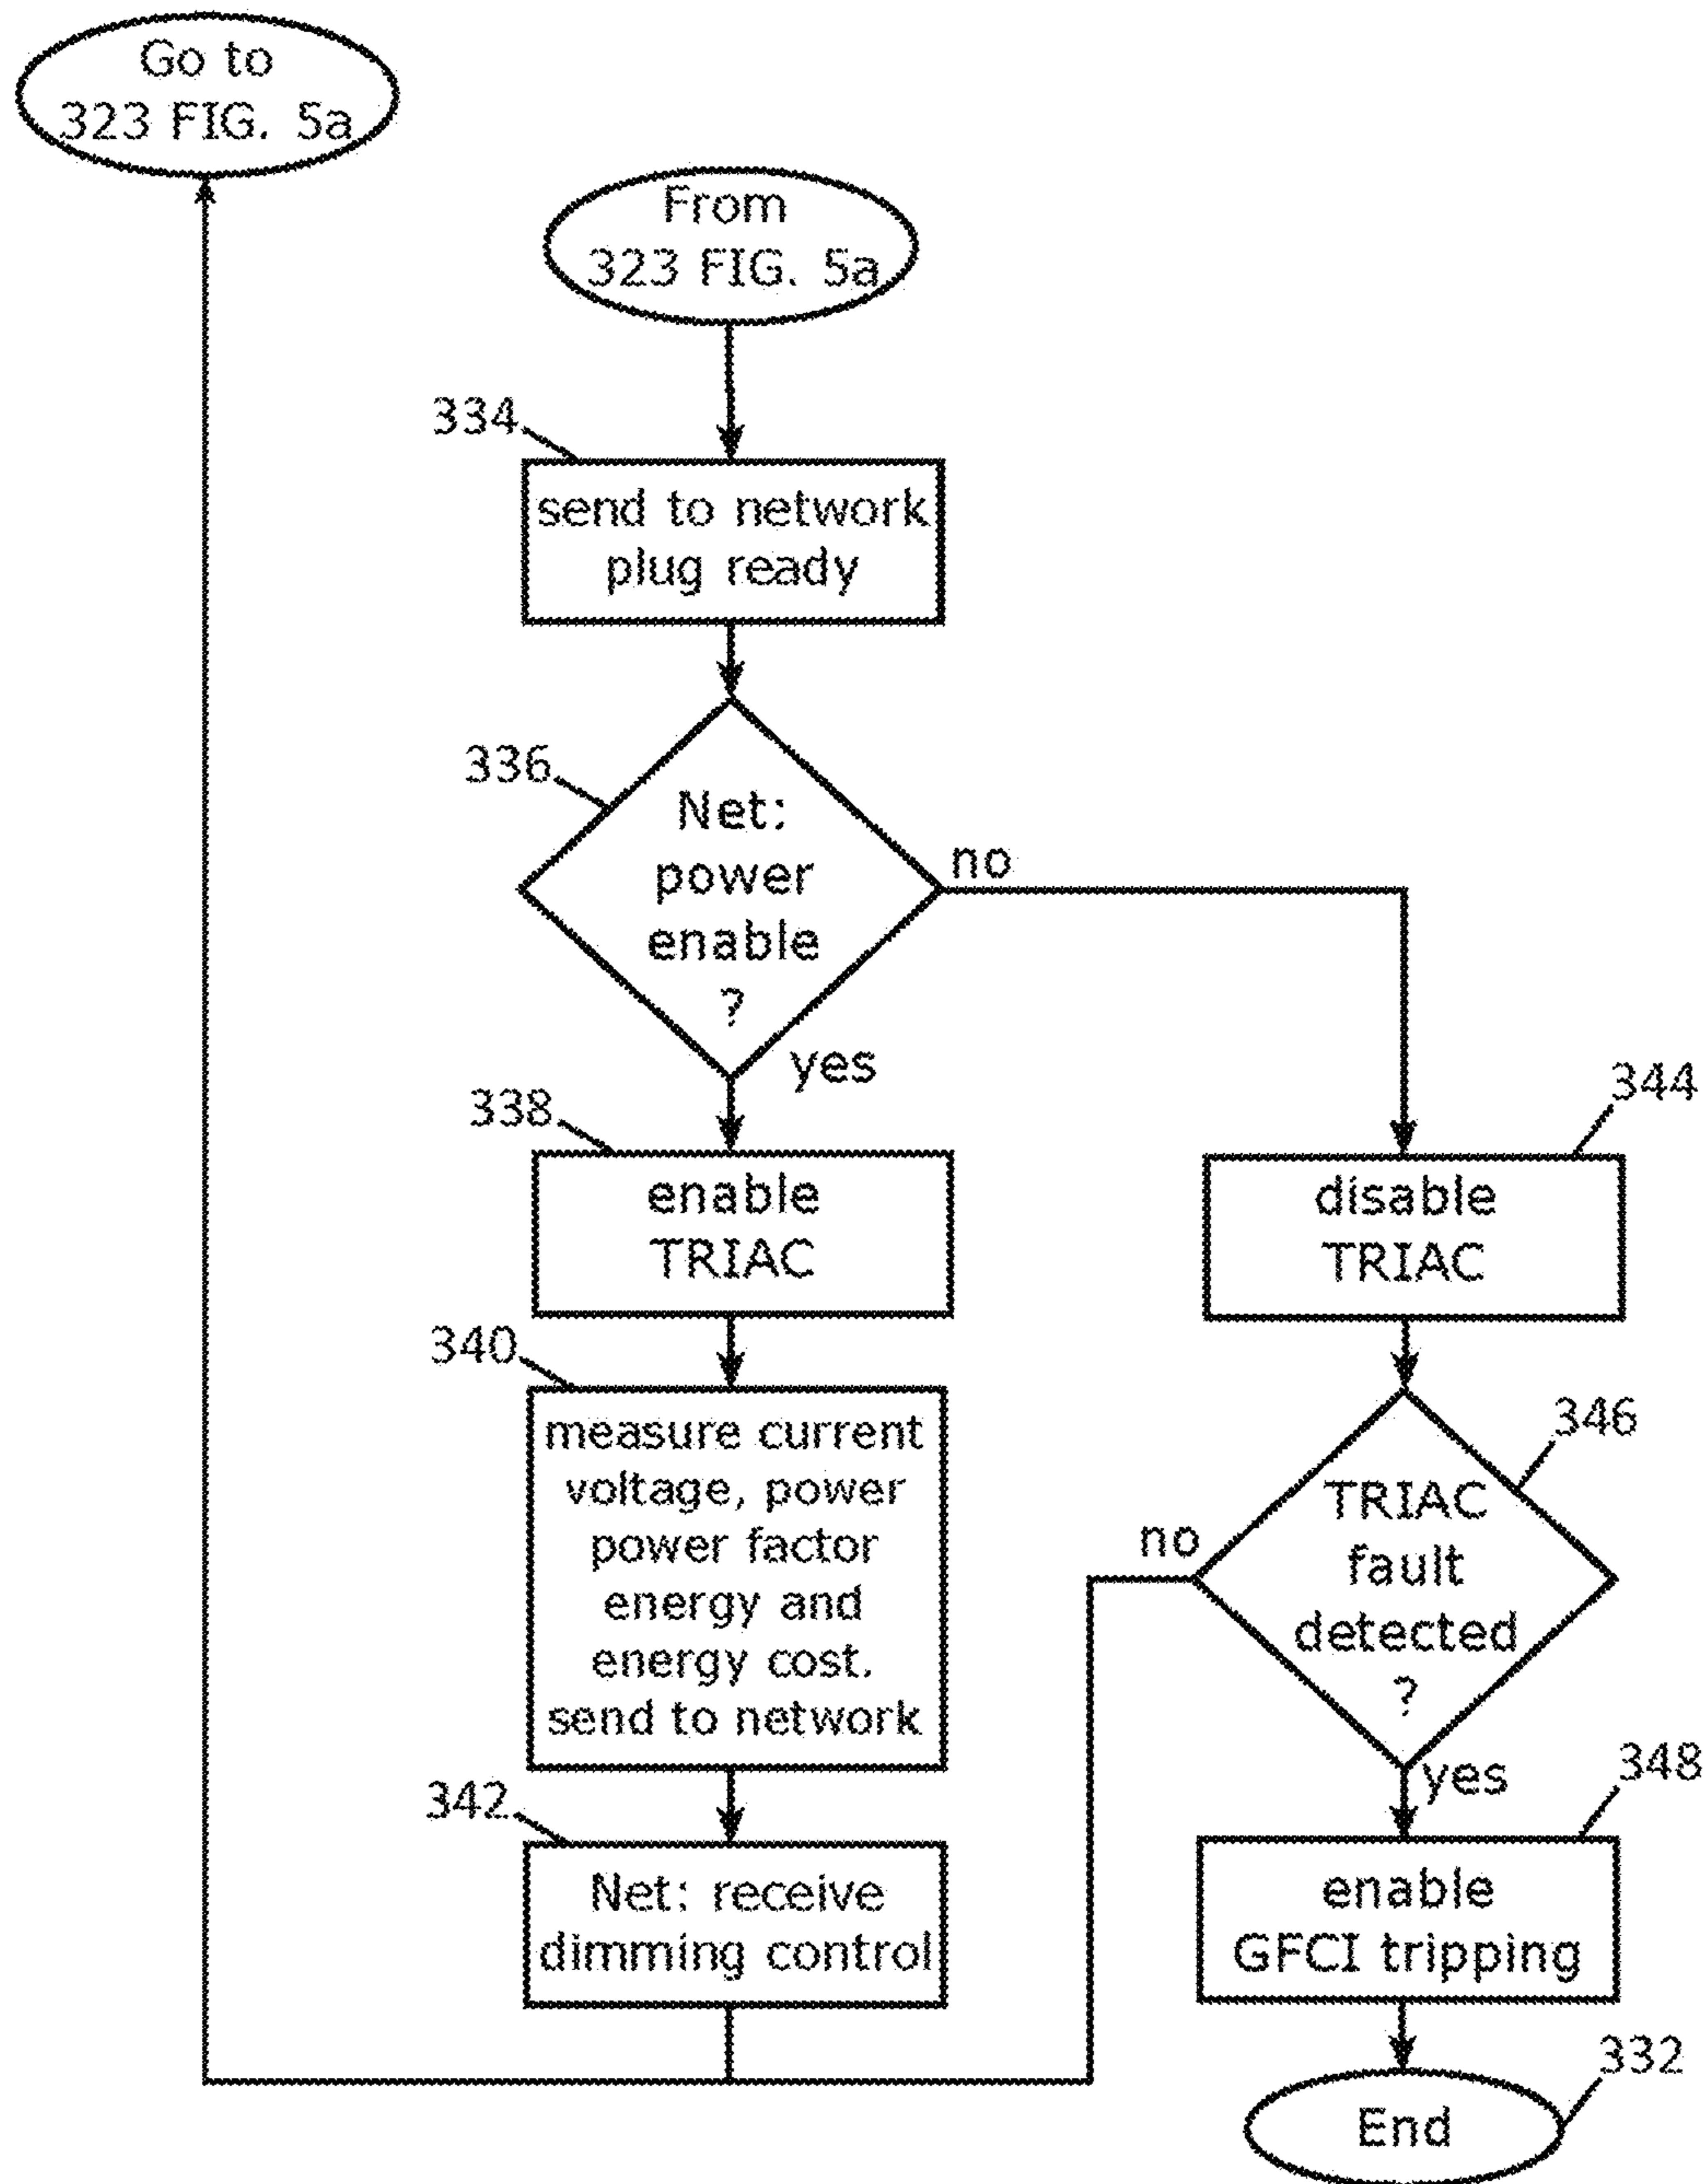 Go to
323 FIG. 5a
From
323 FIG. 5a
334
send to network
plug ready
336
Net:
power
enable
?
no
yes
338
enable
TRIAC
344
disable
TRIAC
340
measure current
voltage, power
power factor
energy and
energy cost.
send to network
346
TRIAC
fault
detected
?
no
yes
342
Net: receive
dimming control
348
enable
GFCI tripping
332
End